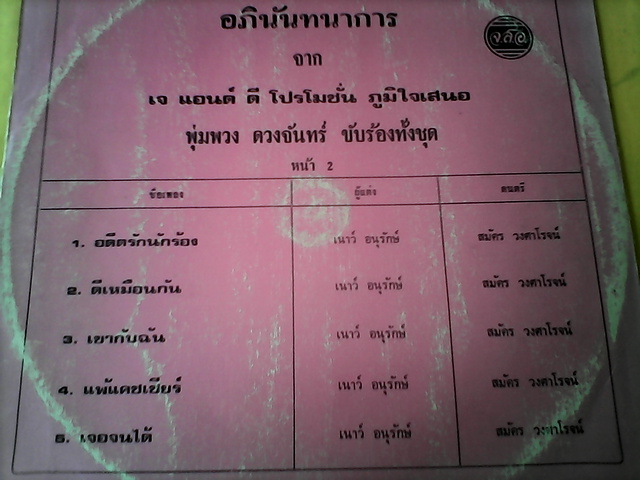 อภินันทนาการ
จ.ส.อ.
จาก
เจ แอนด์ ดี โปรโมชั่น ภูมิใจเสนอ
พุ่มพวง ดวงจันทร์ ขับร้องทั้งชุด
หน้า 2
ชื่อเพลง ผู้แต่ง ดนตรี
1. อดีตรักนักร้อง เนาว์ อนุรักษ์ สมัคร วงศาโรจน์
2. ดีเหมือนกัน เนาว์ อนุรักษ์ สมัคร วงศาโรจน์
3. เขากับฉัน เนาว์ อนุรักษ์ สมัคร วงศาโรจน์
4. แพ้แคชเชียร์ เนาว์ อนุรักษ์ สมัคร วงศาโรจน์
5. เจอจนได้ เนาว์ อนุรักษ์ สมัคร วงศาโรจน์